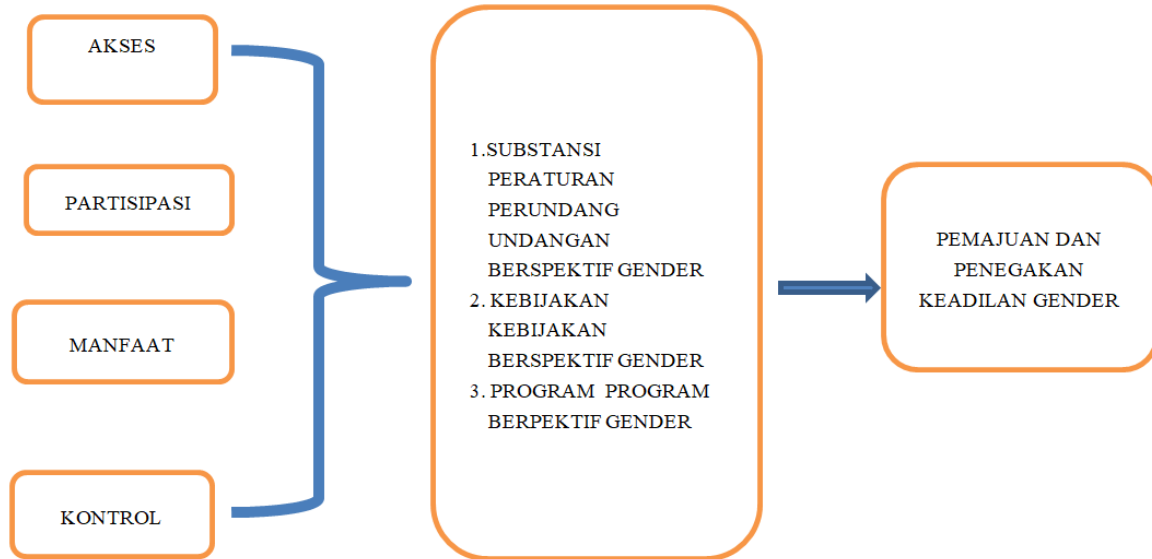 AKSES
PARTISIPASI
MANFAAT
KONTROL
1.SUBSTANSI
PERATURAN
PERUNDANG
UNDANGAN
BERSPEKTIF GENDER
2. KEBIJAKAN
KEBIJAKAN
BERSPEKTIF GENDER
3. PROGRAM PROGRAM
BERPEKTIF GENDER
PEMAJUAN DAN
PENEGAKAN
KEADILAN GENDER